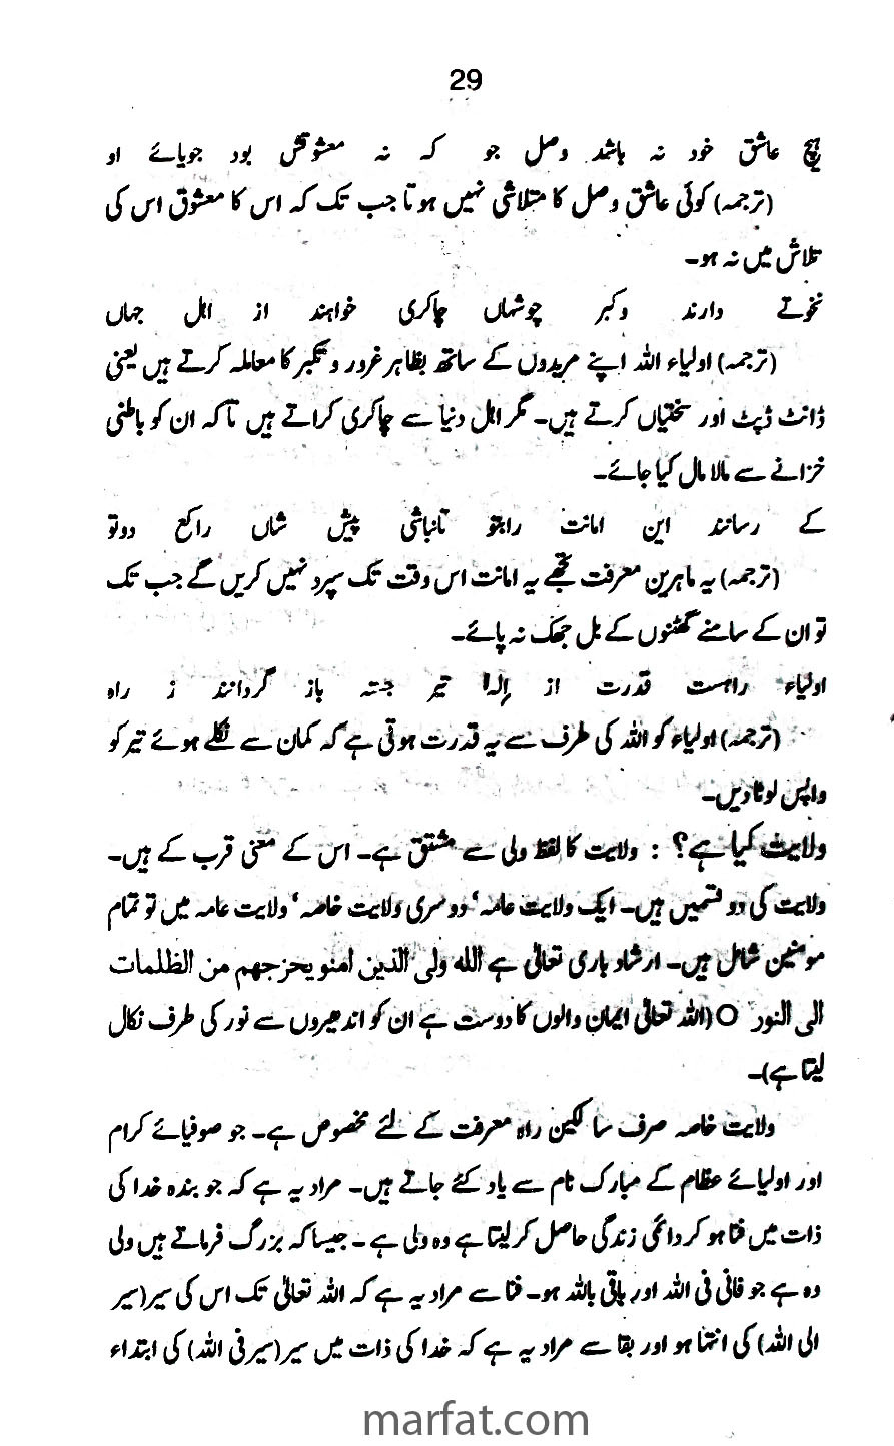 29
ہیچ عاشق خود نہ باشد وصل جو کہ نہ معشوقش بود جویائے او
(ترجمہ) کوئی عاشق وصل کا متلاشی نہیں ہوتا جب تک کہ اس کا معشوق اس کی
تلاش میں نہ ہو۔
نخوتے دارند وکبر چوشہاں چاکری خواہند از اہل جہاں
(ترجمہ) اولیاء اللہ اپنے مریدوں کے ساتھ بظاہر غرور و تکبر کا معاملہ کرتے ہیں یعنی
ڈانٹ ڈپٹ اور سختیاں کرتے ہیں۔ مگر اہل دنیا سے چاکری کراتے ہیں تاکہ ان کو باطنی
خزانے سے مالا مال کیا جائے۔
کے رسانند این امانت رابتو تانباشی پیش شاں راکع دوتو
(ترجمہ) یہ ماہرین معرفت تجھے یہ امانت اس وقت تک سپرد نہیں کریں گے جب تک
تو ان کے سامنے گھٹنوں کے بل جھک نہ پائے۔
اولیاء راہست قدرت از إلٰہ تیر جستہ باز گردانند ز راہ
(ترجمہ) اولیاء کو اللہ کی طرف سے یہ قدرت ہوتی ہے کہ کمان سے نکلے ہوئے تیر کو
واپس لوٹا دیں۔
ولایت کیا ہے؟ : ولایت کا لفظ ولی سے مشتق ہے۔ اس کے معنی قرب کے ہیں۔
ولایت کی دو قسمیں ہیں۔ ایک ولایت عامہ‘ دوسری ولایت خاصہ‘ ولایت عامہ میں تو تمام
مومنین شامل ہیں۔ ارشاد باری تعالیٰ ہے الله ولی الذین امنو یحزجهم من الظلمات
الی النور O (اللہ تعالیٰ ایمان والوں کا دوست ہے ان کو اندھیروں سے نور کی طرف نکال
لیتا ہے)۔
ولایت خاصہ صرف سالکین راہ معرفت کے لئے مخصوص ہے۔ جو صوفیائے کرام
اور اولیائے عظام کے مبارک نام سے یاد کئے جاتے ہیں۔ مراد یہ ہے کہ جو بندہ خدا کی
ذات میں فنا ہو کر دائمی زندگی حاصل کر لیتا ہے وہ ولی ہے۔ جیسا کہ بزرگ فرماتے ہیں ولی
وہ ہے جو فانی فی اللہ اور باقی باللہ ہو۔ فنا سے مراد یہ ہے کہ اللہ تعالیٰ تک اس کی سیر (سیر
الی اللہ) کی انتہا ہو اور بقا سے مراد یہ ہے کہ خدا کی ذات میں سیر (سیر فی اللہ) کی ابتداء
marfat.com